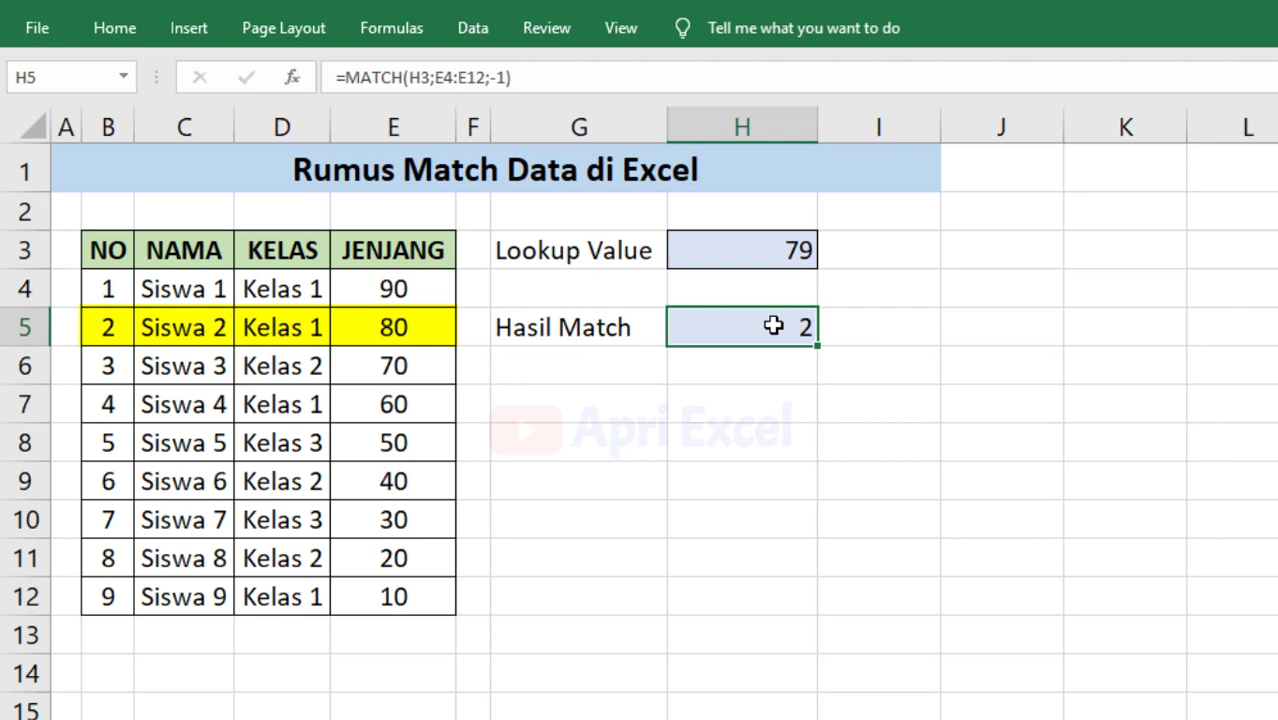 File Home Insert Page Layout Formulas Data Review View Tell me what you want to do
H5 fx =MATCH(H3;E4:E12;-1)
A B C D E F G H I J K L
1 Rumus Match Data di Excel
2
3 NO NAMA KELAS JENJANG Lookup Value 79
4 1 Siswa 1 Kelas 1 90
5 2 Siswa 2 Kelas 1 80 Hasil Match 2
6 3 Siswa 3 Kelas 2 70
7 4 Siswa 4 Kelas 1 60 Apri Excel
8 5 Siswa 5 Kelas 3 50
9 6 Siswa 6 Kelas 2 40
10 7 Siswa 7 Kelas 3 30
11 8 Siswa 8 Kelas 2 20
12 9 Siswa 9 Kelas 1 10
13
14
15